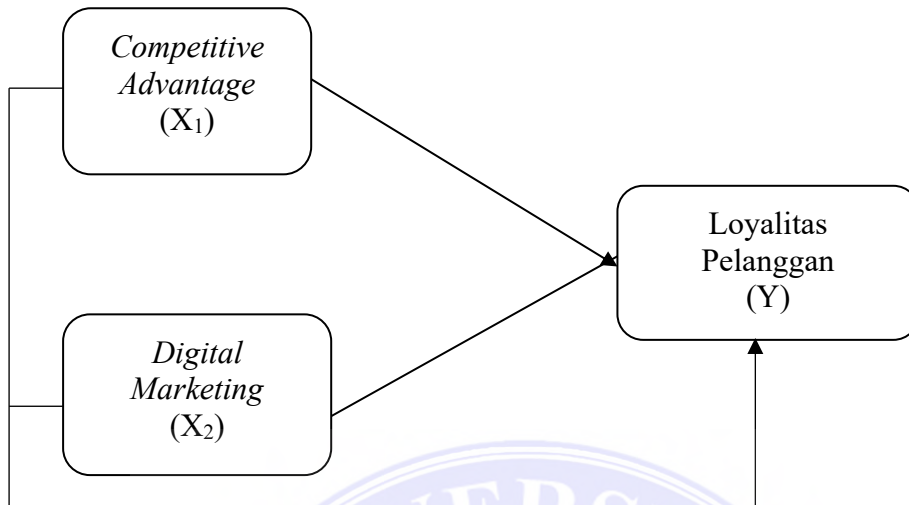 Competitive
Advantage
(X₁)
Loyalitas
Pelanggan
(Y)
Digital
Marketing
(X₂)